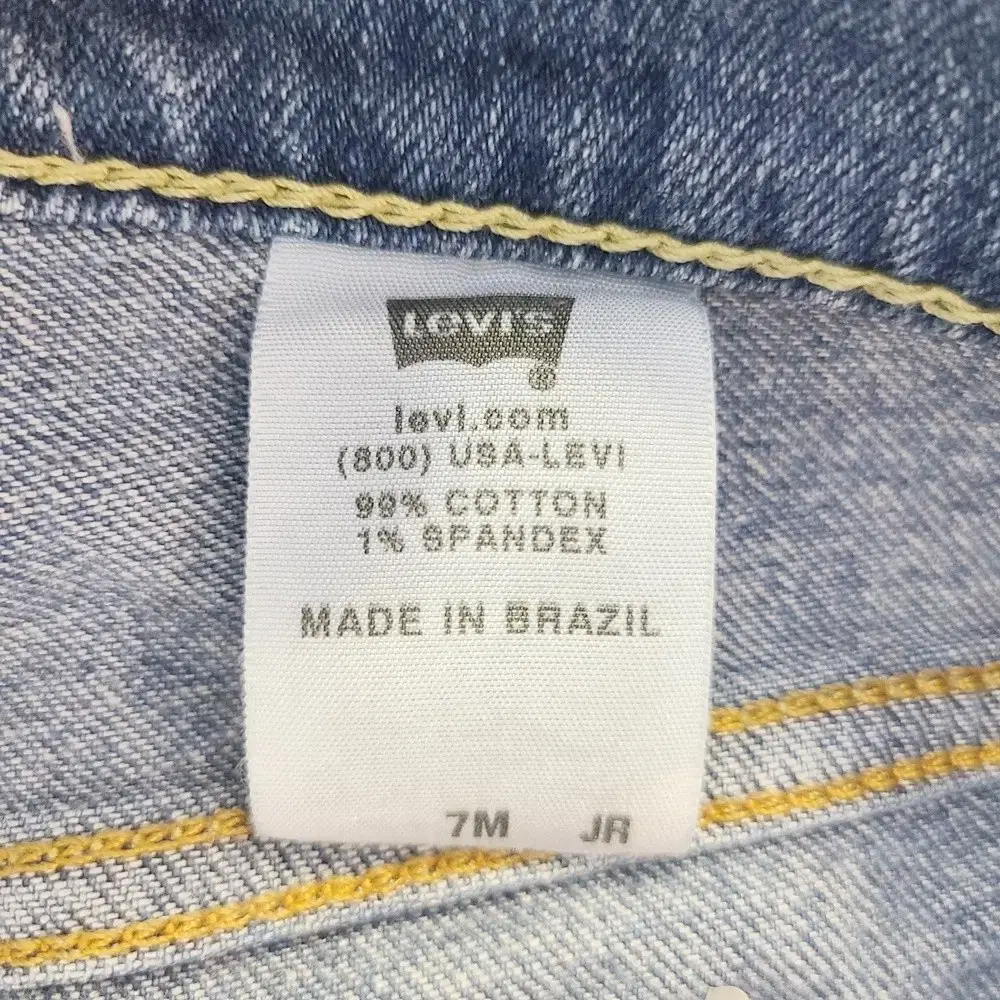 LEVI'S
®
levi.com
(800) USA-LEVI
99% COTTON
1% SPANDEX
MADE IN BRAZIL
7M JR